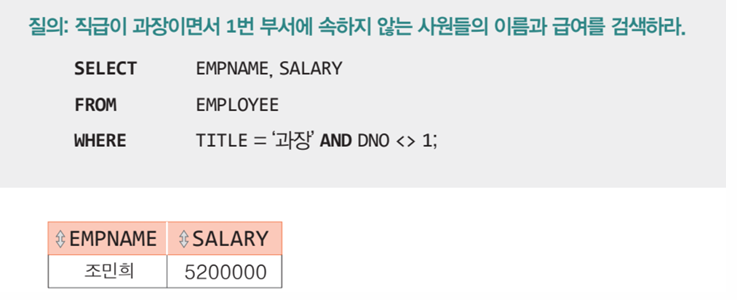 질의: 직급이 과장이면서 1번 부서에 속하지 않는 사원들의 이름과 급여를 검색하라.
SELECT EMPNAME, SALARY
FROM EMPLOYEE
WHERE TITLE = ‘과장’ AND DNO <> 1;
EMPNAME SALARY
조민희 5200000